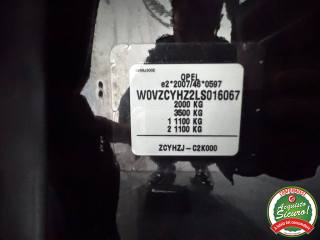 OPEL
e2*2007/46*0597
W0VZCYHZ2LS016067
2000 KG
3500 KG
1 1100 KG
2 1100 KG
ZCYHZJ-C2K000
Acquisto
Sicuro!